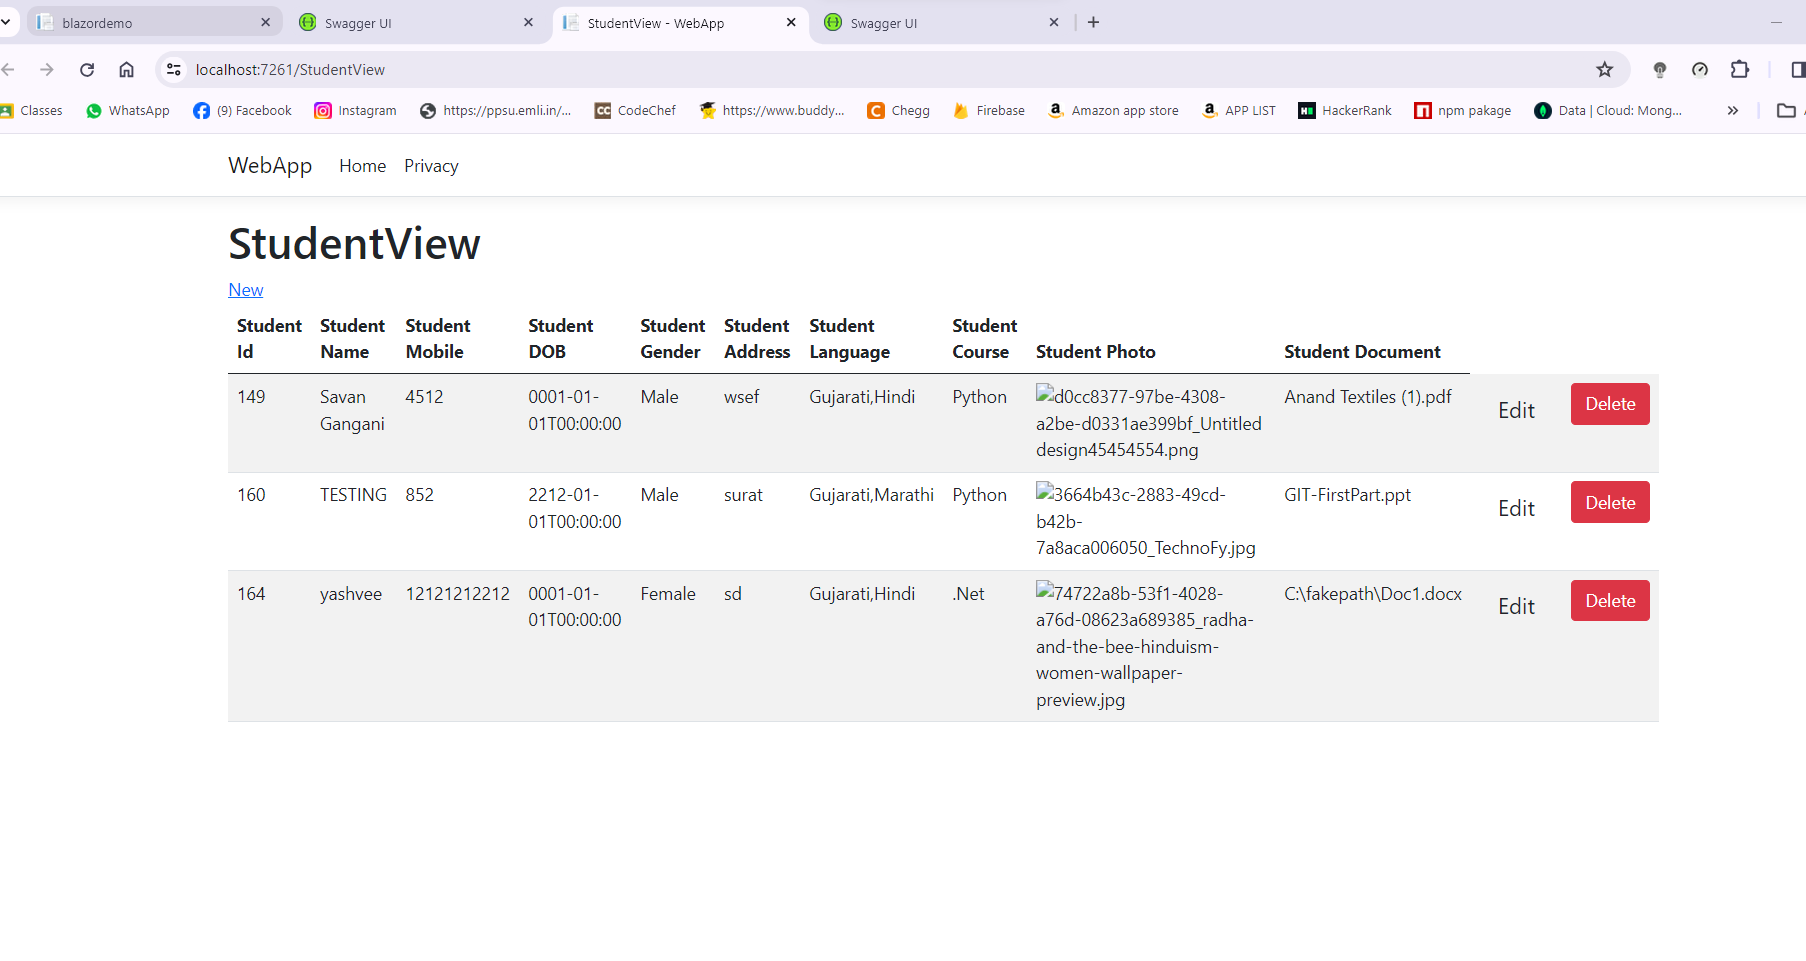 blazordemo
Swagger UI
StudentView - WebApp
Swagger UI
localhost:7261/StudentView
Classes
WhatsApp
(9) Facebook
Instagram
https://ppsu.emli.in/...
CodeChef
https://www.buddy...
Chegg
Firebase
Amazon app store
APP LIST
HackerRank
npm pakage
Data | Cloud: Mong...
WebApp Home Privacy
StudentView
New
Student Id
Student Name
Student Mobile
Student DOB
Student Gender
Student Address
Student Language
Student Course
Student Photo
Student Document
149
Savan
Gangani
4512
0001-01-
01T00:00:00
Male
wsef
Gujarati,Hindi
Python
d0cc8377-97be-4308-
a2be-d0331ae399bf_Untitled
design45454554.png
Anand Textiles (1).pdf
Edit
Delete
160
TESTING
852
2212-01-
01T00:00:00
Male
surat
Gujarati,Marathi
Python
3664b43c-2883-49cd-
b42b-
7a8aca006050_TechnoFy.jpg
GIT-FirstPart.ppt
Edit
Delete
164
yashvee
12121212212
0001-01-
01T00:00:00
Female
sd
Gujarati,Hindi
.Net
74722a8b-53f1-4028-
a76d-08623a689385_radha-
and-the-bee-hinduism-
women-wallpaper-
preview.jpg
C:\fakepath\Doc1.docx
Edit
Delete